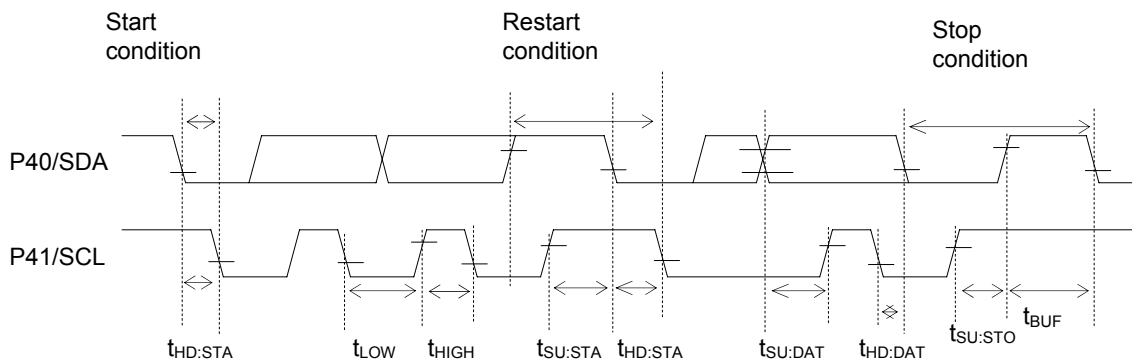 Start
condition
Restart
condition
Stop
condition
P40/SDA
P41/SCL
tHD:STA
tLOW
tHIGH
tSU:STA
tHD:STA
tSU:DAT
tHD:DAT
tSU:STO
tBUF